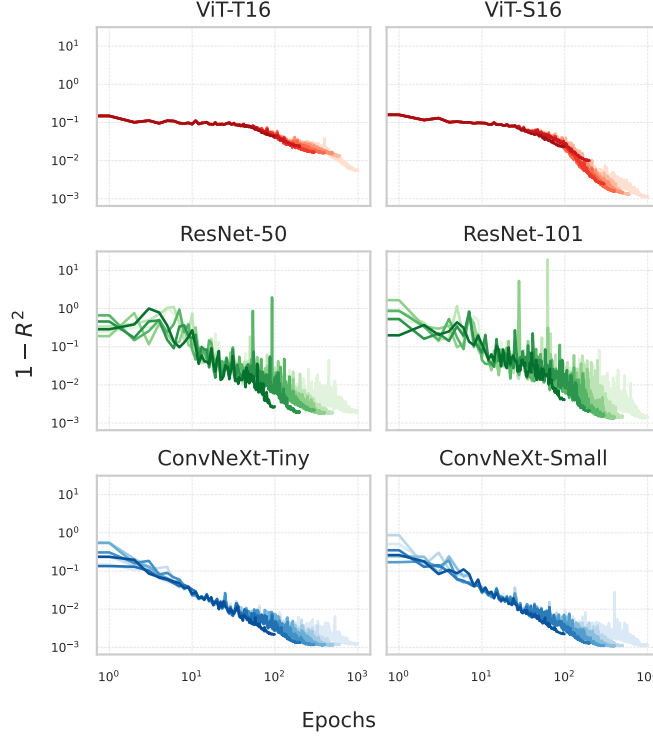 ViT-T16 ViT-S16
10¹
10⁰
10⁻¹
10⁻²
10⁻³
ResNet-50 ResNet-101
10¹
10⁰
10⁻¹
10⁻²
10⁻³
1 − R²
ConvNeXt-Tiny ConvNeXt-Small
10¹
10⁰
10⁻¹
10⁻²
10⁻³
10⁰ 10¹ 10² 10³ 10⁰ 10¹ 10² 10
Epochs